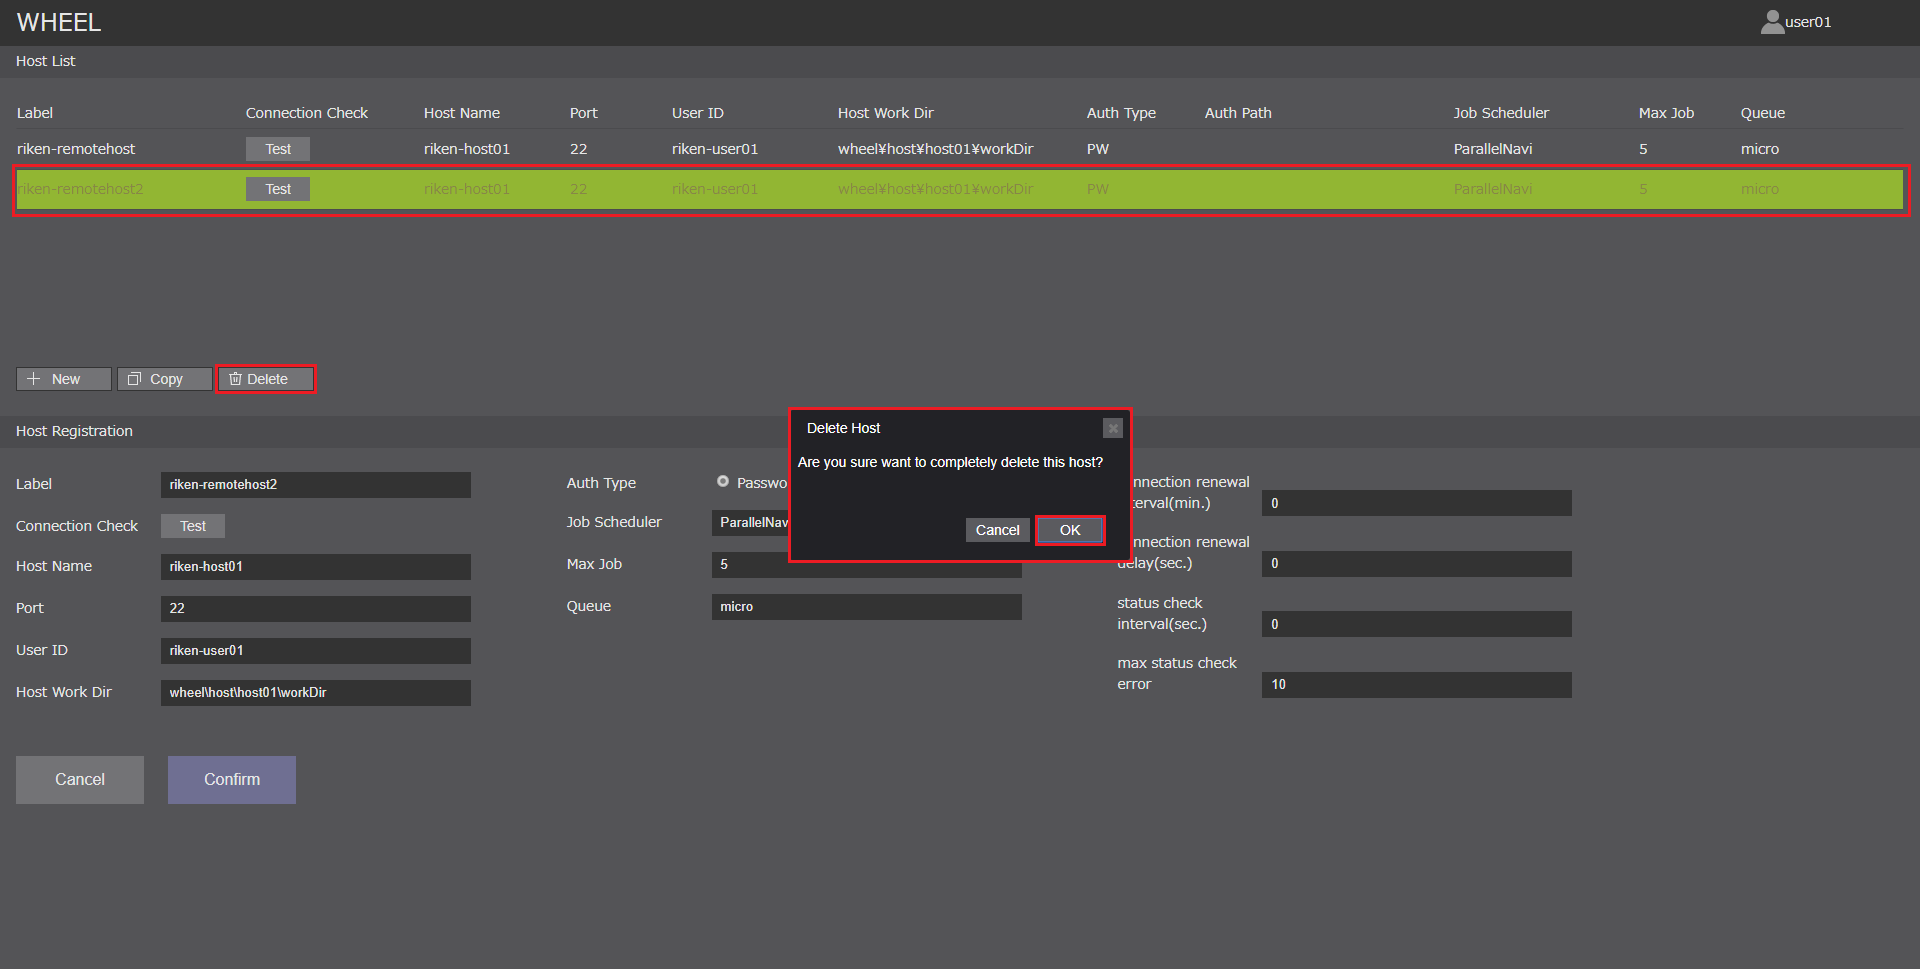 WHEEL
user01
Host List
Label Connection Check Host Name Port User ID Host Work Dir Auth Type Auth Path Job Scheduler Max Job Queue
riken-remotehost Test riken-host01 22 riken-user01 wheel¥host¥host01¥workDir PW ParallelNavi 5 micro
riken-remotehost2 Test riken-host01 22 riken-user01 wheel¥host¥host01¥workDir PW ParallelNavi 5 micro
New Copy Delete
Host Registration
Label riken-remotehost2
Connection Check Test
Host Name riken-host01
Port 22
User ID riken-user01
Host Work Dir wheel\host\host01\workDir
Auth Type Passwo
Job Scheduler ParallelNav
Max Job 5
Queue micro
Delete Host
Are you sure want to completely delete this host?
Cancel OK
nnection renewal
terval(min.) 0
nnection renewal
delay(sec.) 0
status check
interval(sec.) 0
max status check
error 10
Cancel Confirm